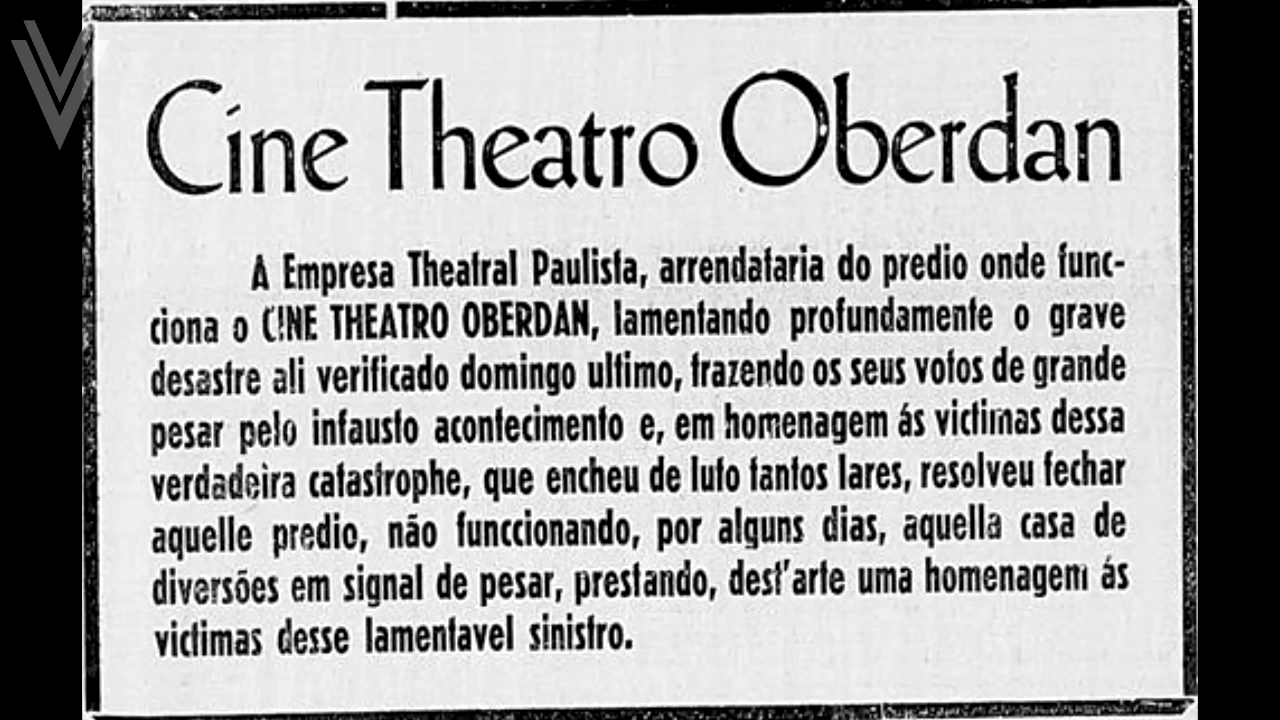 Cine Theatro Oberdan
A Empresa Theatral Paulista, arrendataria do predio onde func-
ciona o CINE THEATRO OBERDAN, lamentando profundamente o grave
desastre ali verificado domingo ultimo, trazendo os seus votos de grande
pesar pelo infausto acontecimento e, em homenagem ás victimas dessa
verdadeira catastrophe, que encheu de luto tantos lares, resolveu fechar
aquelle predio, não funccionando, por alguns dias, aquella casa de
diversões em signal de pesar, prestando, dest'arte uma homenagem ás
victimas desse lamentavel sinistro.